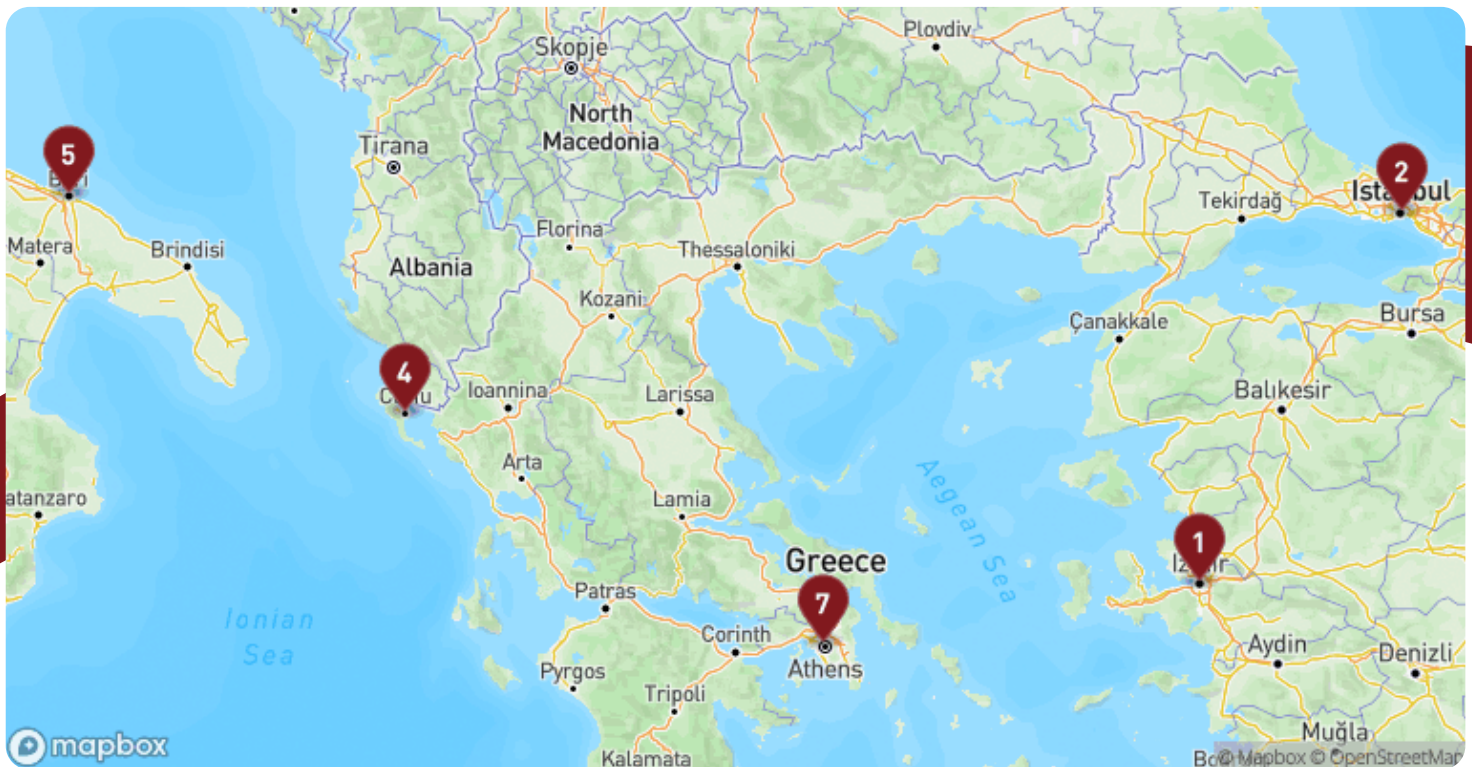 Plovdiv
Skopje
North
Macedonia
5
Tirana
2
Istanbul
Tekirdağ
Matera
Brindisi
Florina
Thessaloniki
Albania
Kozani
Çanakkale
Bursa
4
Ioannina
Larissa
Balıkesir
Arta
atanzaro
Lamia
Aegean Sea
1
Greece
7
Patras
Ionian
Sea
Corinth
Athens
Aydin
Denizli
Pyrgos
Tripoli
Muğla
mapbox
Kalamata
© Mapbox © OpenStreetMap